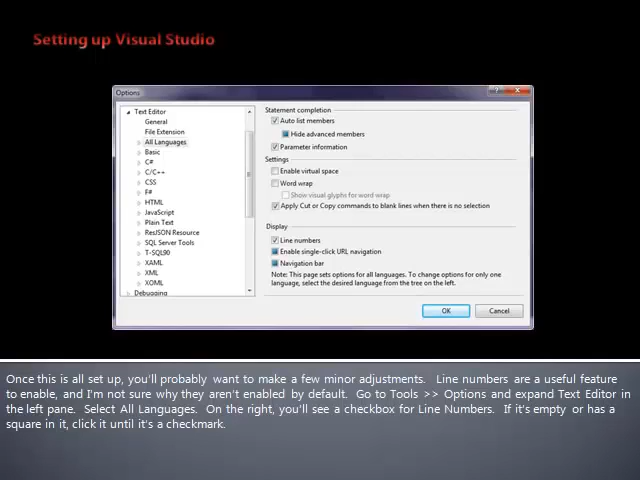 Setting up Visual Studio
Options
Text Editor
General
File Extension
All Languages
Basic
C#
C/C++
CSS
F#
HTML
JavaScript
Plain Text
ResJSON Resource
SQL Server Tools
T-SQL90
XAML
XML
XOML
Debugging
Statement completion
Auto list members
Hide advanced members
Parameter information
Settings
Enable virtual space
Word wrap
Show visual glyphs for word wrap
Apply Cut or Copy commands to blank lines when there is no selection
Display
Line numbers
Enable single-click URL navigation
Navigation bar
Note: This page sets options for all languages. To change options for only one
language, select the desired language from the tree on the left.
OK
Cancel
Once this is all set up, you'll probably want to make a few minor adjustments. Line numbers are a useful feature
to enable, and I'm not sure why they aren't enabled by default. Go to Tools >> Options and expand Text Editor in
the left pane. Select All Languages. On the right, you'll see a checkbox for Line Numbers. If it's empty or has a
square in it, click it until it's a checkmark.